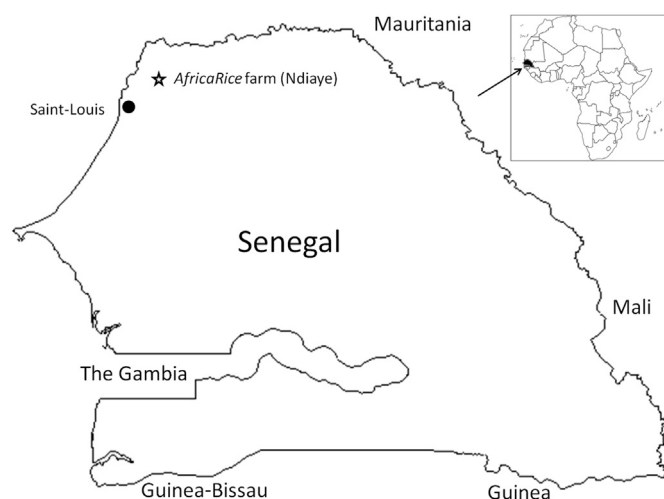 Mauritania
AfricaRice farm (Ndiaye)
Saint-Louis
Senegal
Mali
The Gambia
Guinea-Bissau
Guinea